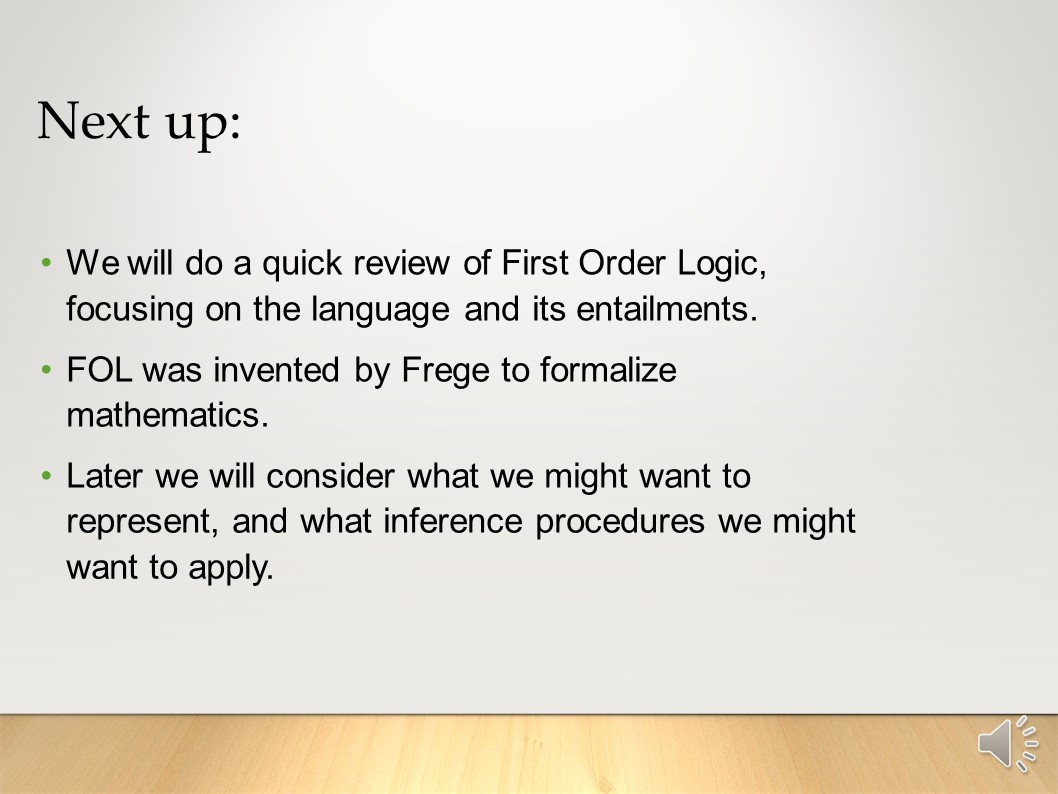 Next up:
• We will do a quick review of First Order Logic,
focusing on the language and its entailments.
• FOL was invented by Frege to formalize
mathematics.
• Later we will consider what we might want to
represent, and what inference procedures we might
want to apply.